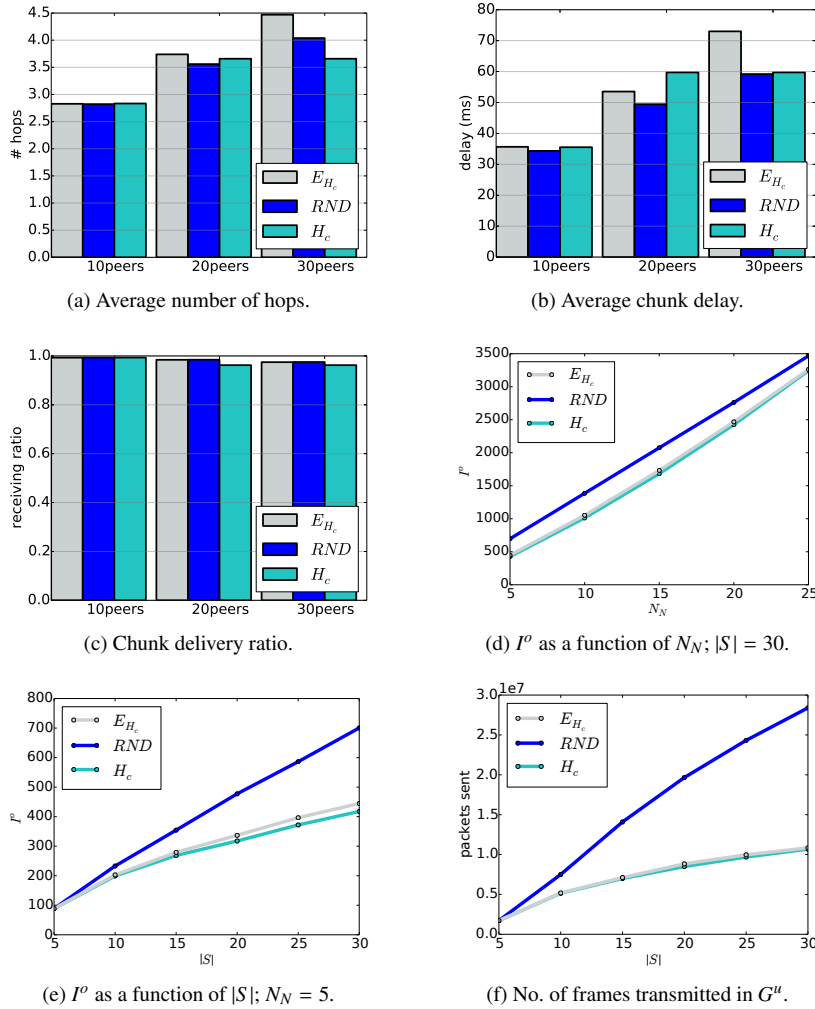 4.5
4.0
3.5
3.0
2.5
2.0
1.5
1.0
0.5
0.0
# hops
10peers 20peers 30peers
E_{H_c}
RND
H_c
(a) Average number of hops.
80
70
60
50
40
30
20
10
0
delay (ms)
10peers 20peers 30peers
E_{H_c}
RND
H_c
(b) Average chunk delay.
1.0
0.8
0.6
0.4
0.2
0.0
receiving ratio
10peers 20peers 30peers
E_{H_c}
RND
H_c
(c) Chunk delivery ratio.
3500
3000
2500
2000
1500
1000
500
0
I^o
5 10 15 20 25
N_N
E_{H_c}
RND
H_c
(d) I^o as a function of N_N; |S| = 30.
800
700
600
500
400
300
200
100
0
I^o
5 10 15 20 25 30
|S|
E_{H_c}
RND
H_c
(e) I^o as a function of |S|; N_N = 5.
1e7
3.0
2.5
2.0
1.5
1.0
0.5
0.0
packets sent
5 10 15 20 25 30
|S|
E_{H_c}
RND
H_c
(f) No. of frames transmitted in G^u.